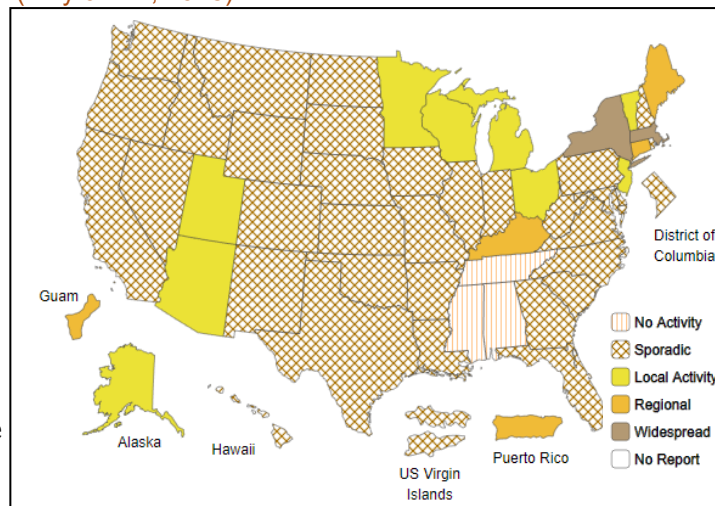 Guam
Alaska
Hawaii
US Virgin
Islands
Puerto Rico
District of
Columbia
No Activity
Sporadic
Local Activity
Regional
Widespread
No Report